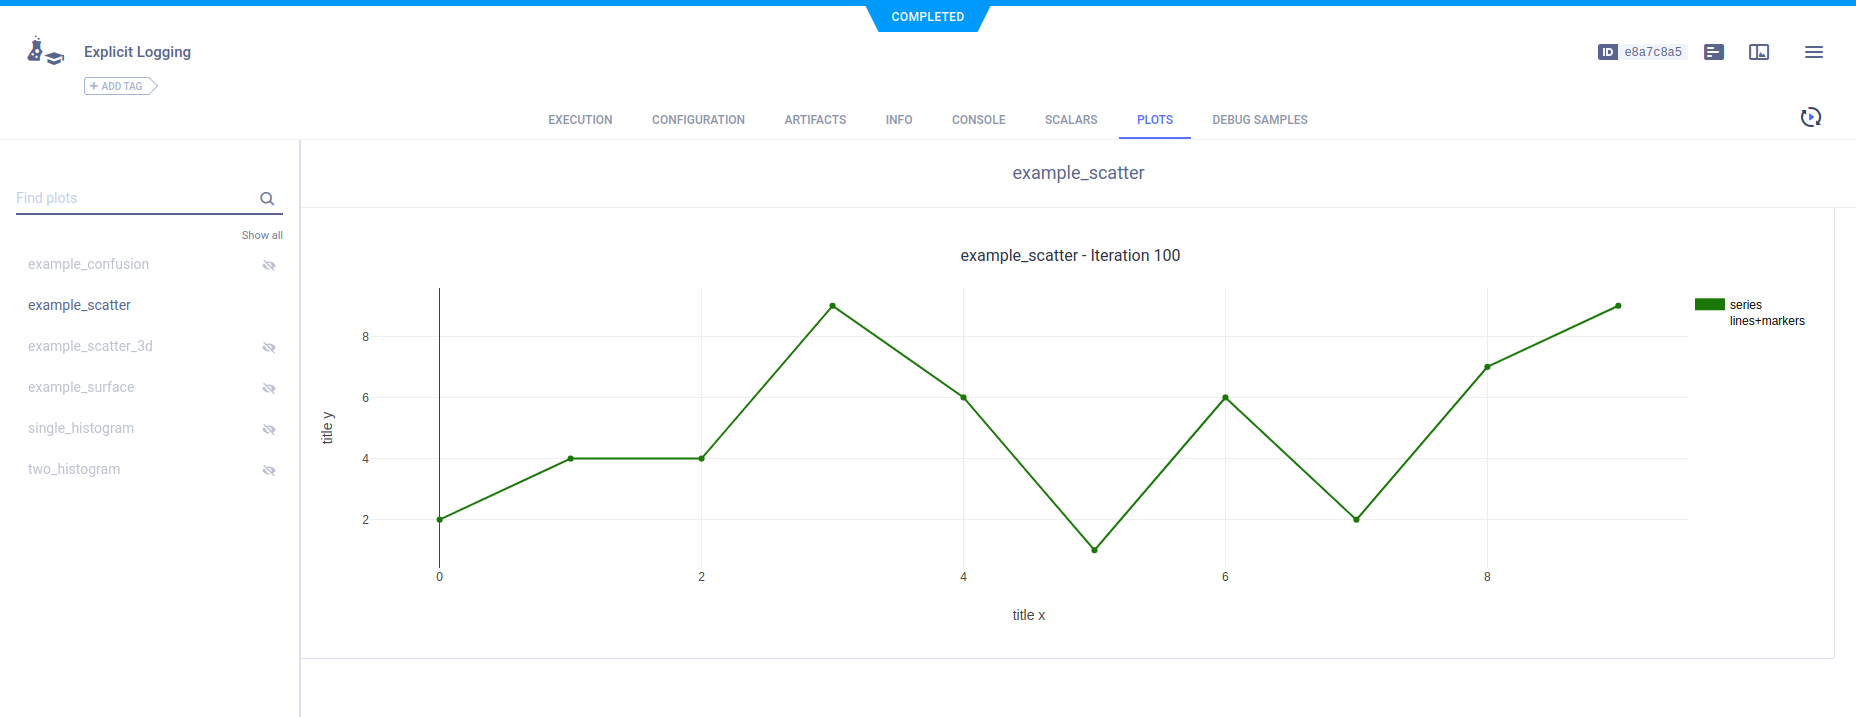 COMPLETED
Explicit Logging
ID e8a7c8a5
+ ADD TAG
EXECUTION CONFIGURATION ARTIFACTS INFO CONSOLE SCALARS PLOTS DEBUG SAMPLES
Find plots
Show all
example_confusion
example_scatter
example_scatter_3d
example_surface
single_histogram
two_histogram
example_scatter
example_scatter - Iteration 100
series
lines+markers
8
6
4
2
title y
0 2 4 6 8
title x